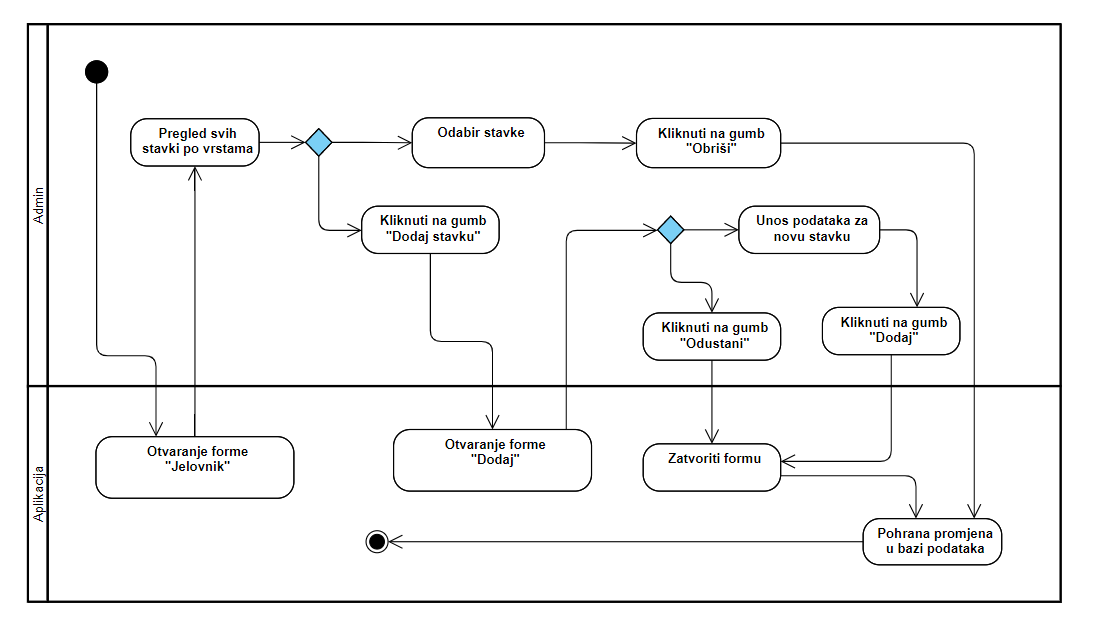 Admin
Pregled svih
stavki po vrstama
Odabir stavke
Kliknuti na gumb
"Obriši"
Kliknuti na gumb
"Dodaj stavku"
Unos podataka za
novu stavku
Kliknuti na gumb
"Odustani"
Kliknuti na gumb
"Dodaj"
Aplikacija
Otvaranje forme
"Jelovnik"
Otvaranje forme
"Dodaj"
Zatvoriti formu
Pohrana promjena
u bazi podataka